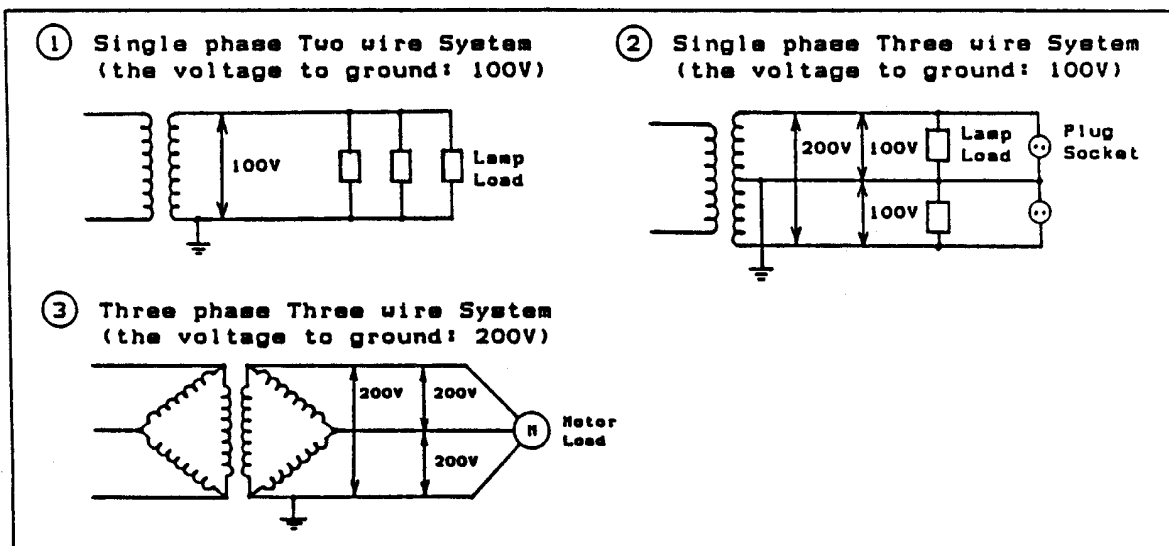 ① Single phase Two wire System
(the voltage to ground: 100V)
100V
Lamp
Load
② Single phase Three wire System
(the voltage to ground: 100V)
200V
100V
Lamp
Load
Plug
Socket
100V
③ Three phase Three wire System
(the voltage to ground: 200V)
200V
200V
M
Motor
Load
200V